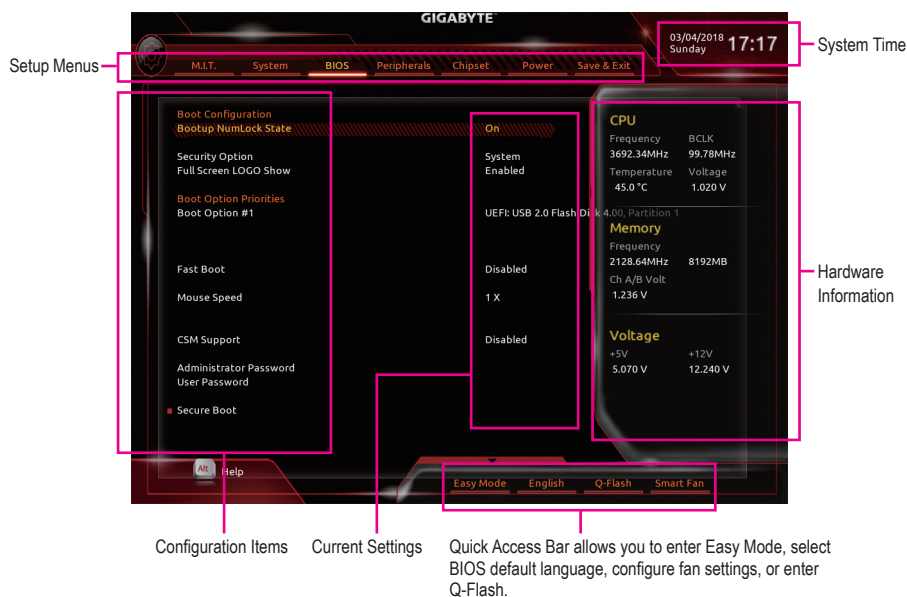 GIGABYTE™
03/04/2018
Sunday
17:17
System Time
Setup Menus
M.I.T. System BIOS Peripherals Chipset Power Save & Exit
Boot Configuration
Bootup NumLock State On
Security Option System
Full Screen LOGO Show Enabled
Boot Option Priorities
Boot Option #1 UEFI: USB 2.0 Flash Disk 4.00, Partition 1
Fast Boot Disabled
Mouse Speed 1 X
CSM Support Disabled
Administrator Password
User Password
Secure Boot
CPU
Frequency BCLK
3692.34MHz 99.78MHz
Temperature Voltage
45.0 °C 1.020 V
Memory
Frequency
2128.64MHz 8192MB
Ch A/B Volt
1.236 V
Voltage
+5V +12V
5.070 V 12.240 V
Hardware
Information
Alt Help
Easy Mode English Q-Flash Smart Fan
Configuration Items
Current Settings
Quick Access Bar allows you to enter Easy Mode, select
BIOS default language, configure fan settings, or enter
Q-Flash.